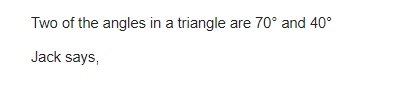 Two of the angles in a triangle are 70° and 40°
Jack says,